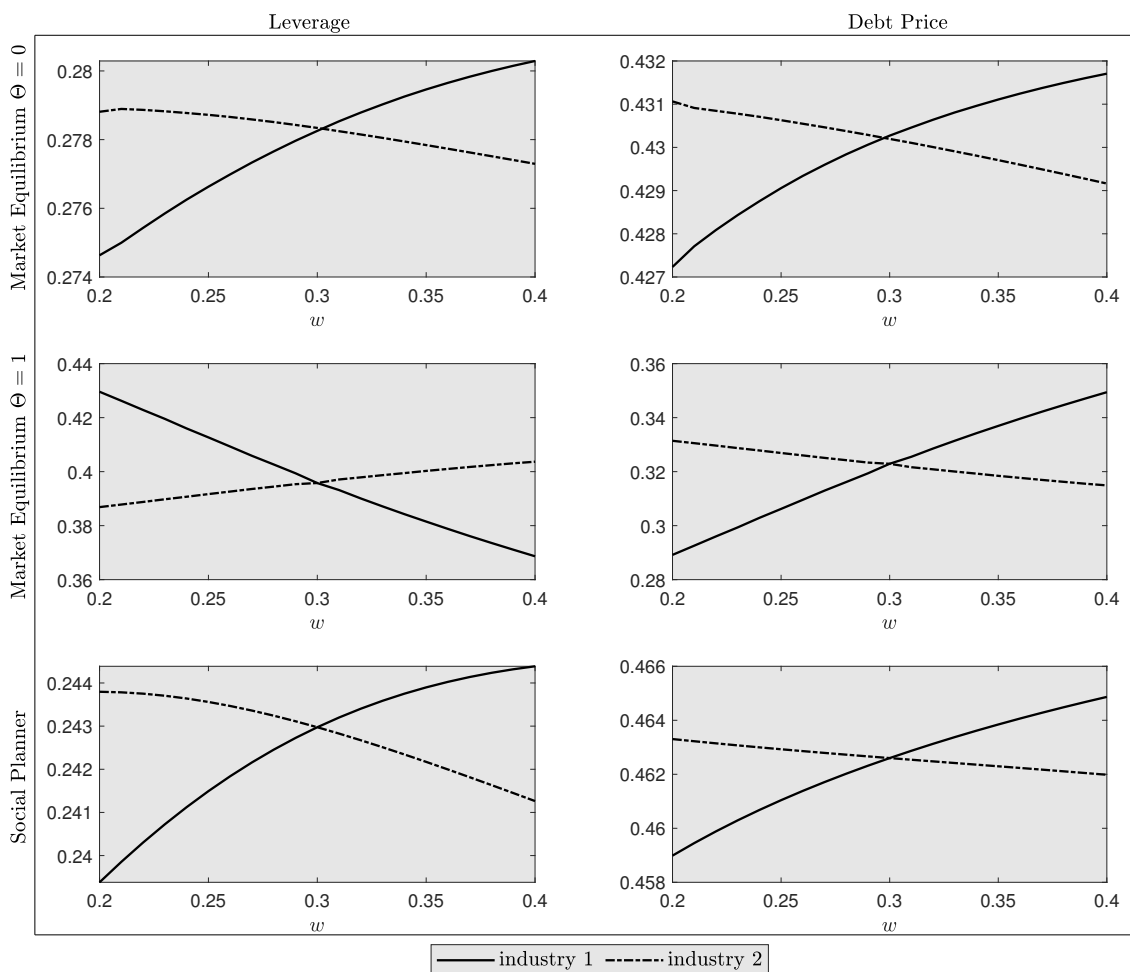 Leverage
Debt Price
Market Equilibrium Θ = 0
0.28
0.278
0.276
0.274
0.2 0.25 0.3 0.35 0.4
w
0.432
0.431
0.43
0.429
0.428
0.427
0.2 0.25 0.3 0.35 0.4
w
Market Equilibrium Θ = 1
0.44
0.42
0.4
0.38
0.36
0.2 0.25 0.3 0.35 0.4
w
0.36
0.34
0.32
0.3
0.28
0.2 0.25 0.3 0.35 0.4
w
Social Planner
0.244
0.243
0.242
0.241
0.24
0.2 0.25 0.3 0.35 0.4
w
0.466
0.464
0.462
0.46
0.458
0.2 0.25 0.3 0.35 0.4
w
industry 1 industry 2